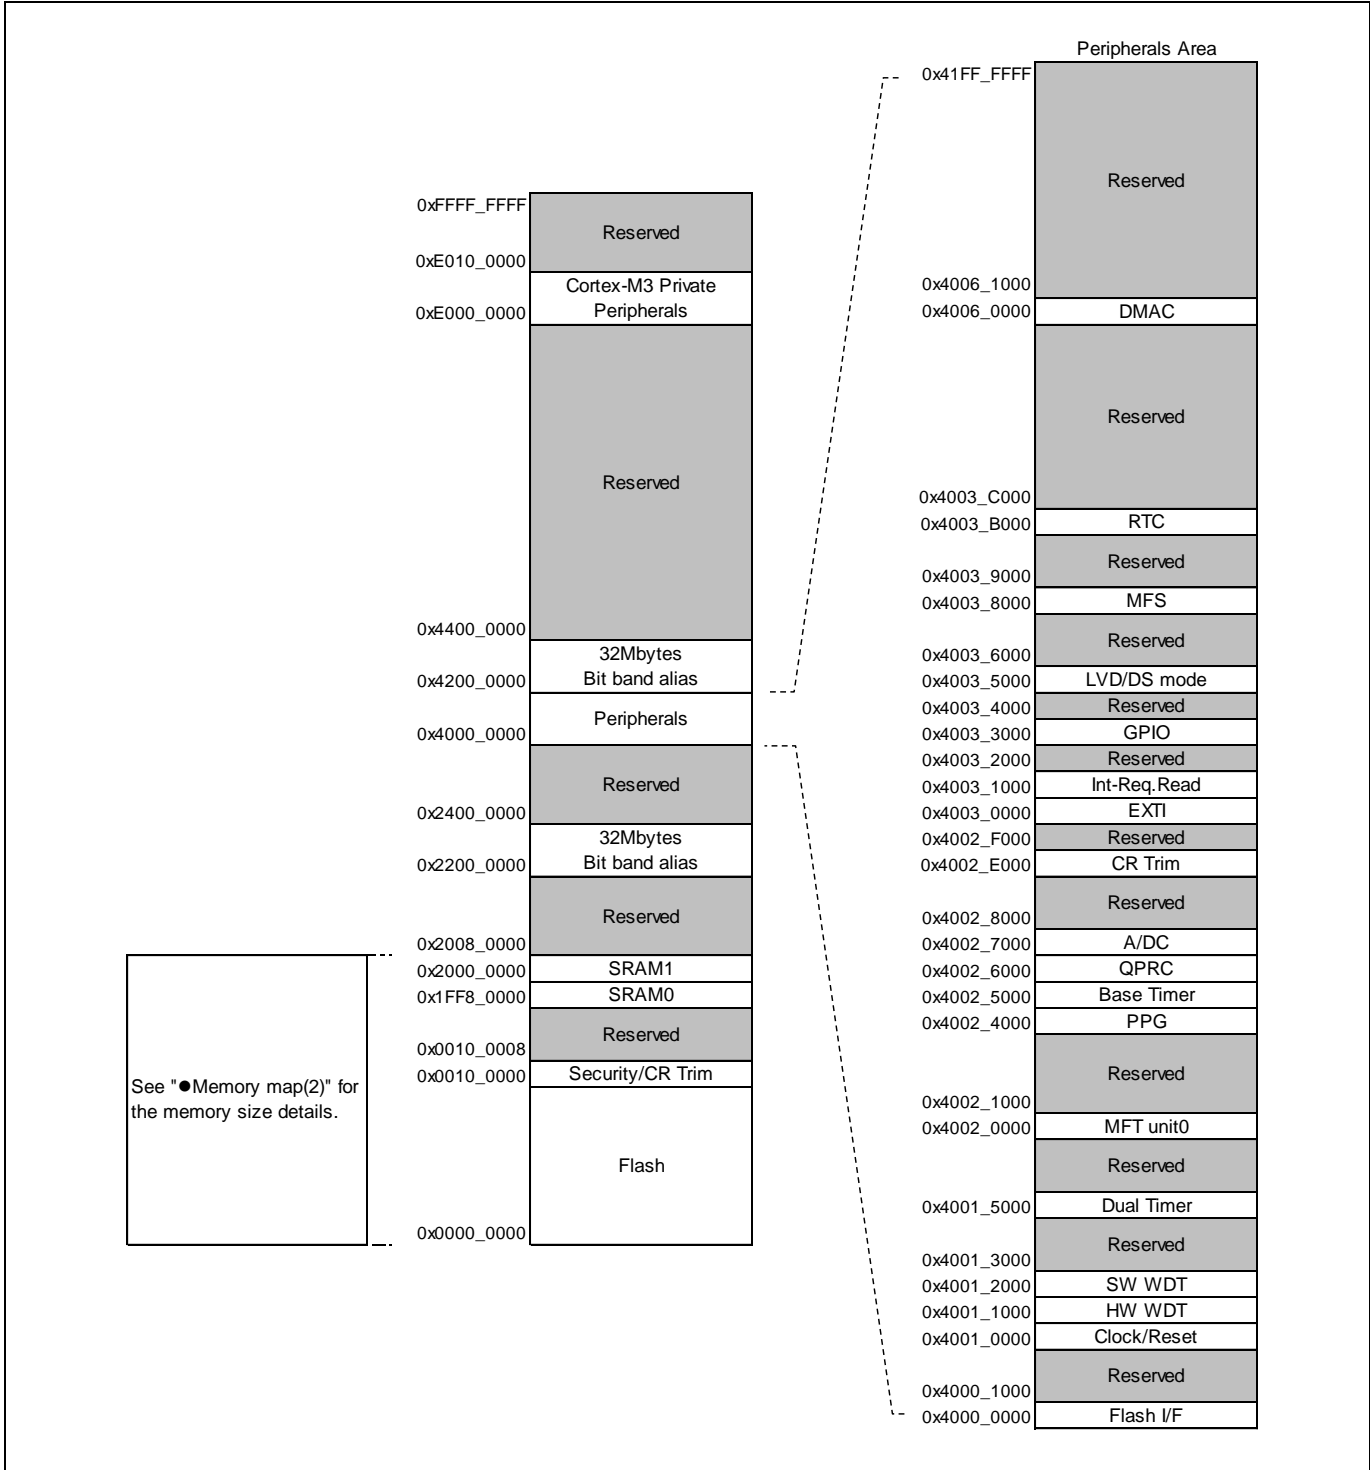 Peripherals Area
0x41FF_FFFF
Reserved
0x4006_1000
0x4006_0000 DMAC
Reserved
0x4003_C000
0x4003_B000 RTC
Reserved
0x4003_9000
0x4003_8000 MFS
Reserved
0x4003_6000
0x4003_5000 LVD/DS mode
0x4003_4000 Reserved
0x4003_3000 GPIO
0x4003_2000 Reserved
0x4003_1000 Int-Req.Read
0x4003_0000 EXTI
0x4002_F000 Reserved
0x4002_E000 CR Trim
Reserved
0x4002_8000
0x4002_7000 A/DC
0x4002_6000 QPRC
0x4002_5000 Base Timer
0x4002_4000 PPG
Reserved
0x4002_1000
0x4002_0000 MFT unit0
Reserved
0x4001_5000 Dual Timer
Reserved
0x4001_3000
0x4001_2000 SW WDT
0x4001_1000 HW WDT
0x4001_0000 Clock/Reset
Reserved
0x4000_1000
0x4000_0000 Flash I/F
0xFFFF_FFFF
Reserved
0xE010_0000
Cortex-M3 Private
0xE000_0000 Peripherals
Reserved
0x4400_0000
32Mbytes
0x4200_0000 Bit band alias
Peripherals
0x4000_0000
Reserved
0x2400_0000
32Mbytes
0x2200_0000 Bit band alias
Reserved
0x2008_0000
0x2000_0000 SRAM1
0x1FF8_0000 SRAM0
Reserved
0x0010_0008
0x0010_0000 Security/CR Trim
Flash
0x0000_0000
See "●Memory map(2)" for
the memory size details.